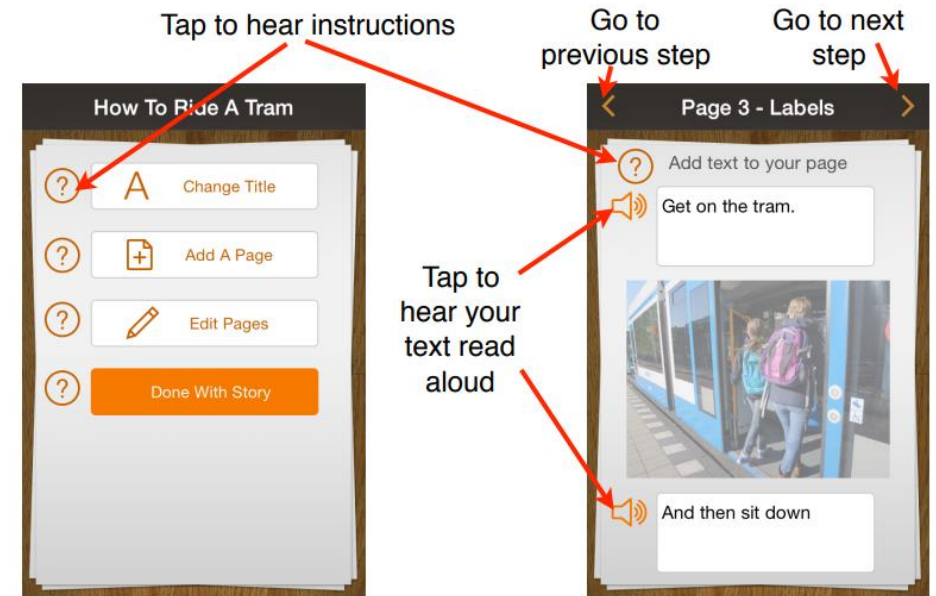 Tap to hear instructions
Go to
previous step
Go to next
step
How To Ride A Tram
? A Change Title
? Add A Page
? Edit Pages
? Done With Story
Tap to
hear your
text read
aloud
< Page 3 - Labels >
? Add text to your page
Get on the tram.
And then sit down